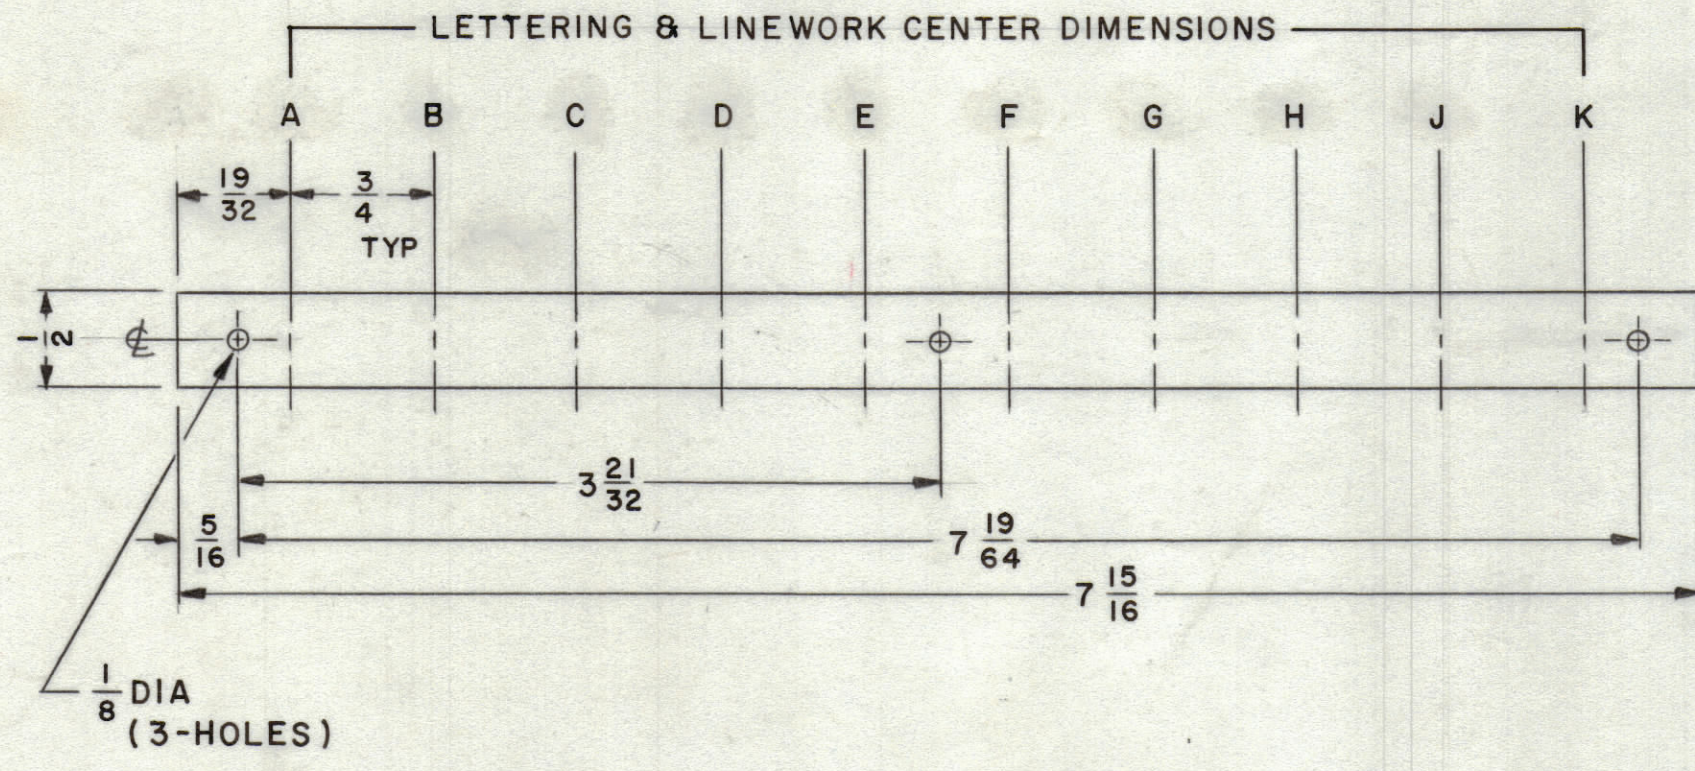 LETTERING & LINEWORK CENTER DIMENSIONS
A B C D E F G H J K
19/32 3/4
TYP
1/2 ℄
3 21/32
5/16 7 19/64
7 15/16
1/8 DIA
(3-HOLES)